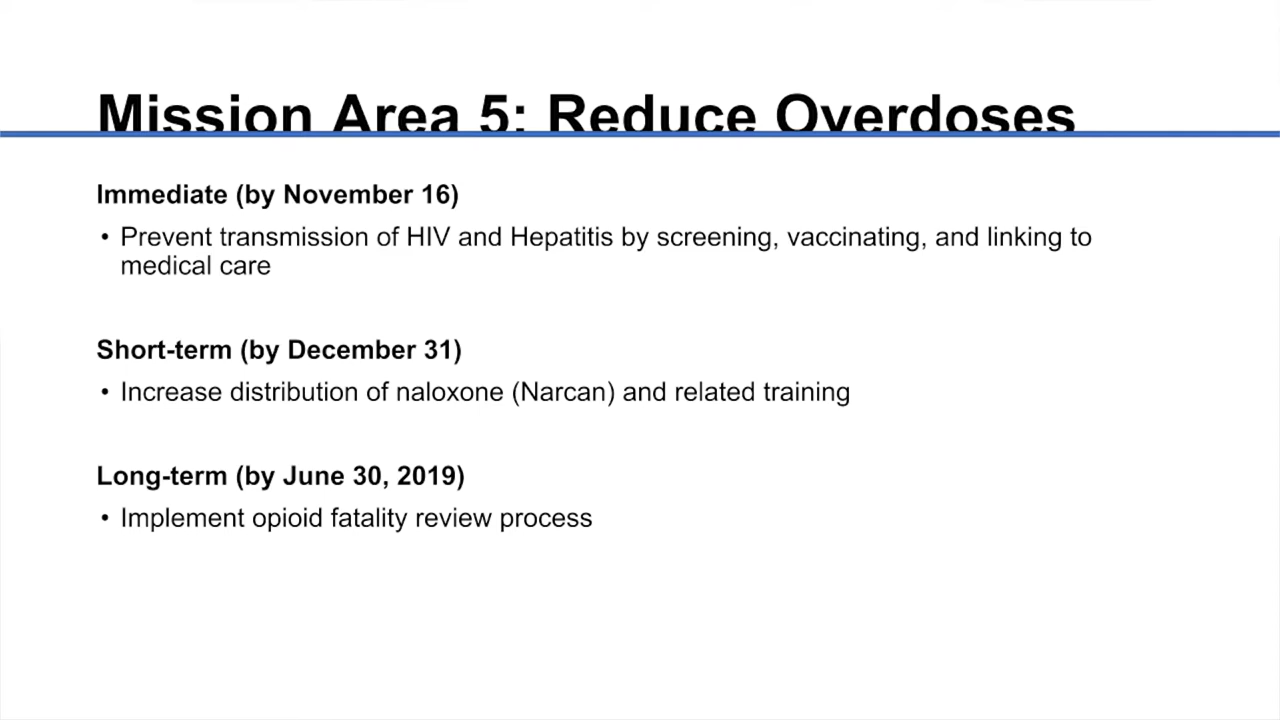 Mission Area 5: Reduce Overdoses
Immediate (by November 16)
• Prevent transmission of HIV and Hepatitis by screening, vaccinating, and linking to
medical care
Short-term (by December 31)
• Increase distribution of naloxone (Narcan) and related training
Long-term (by June 30, 2019)
• Implement opioid fatality review process